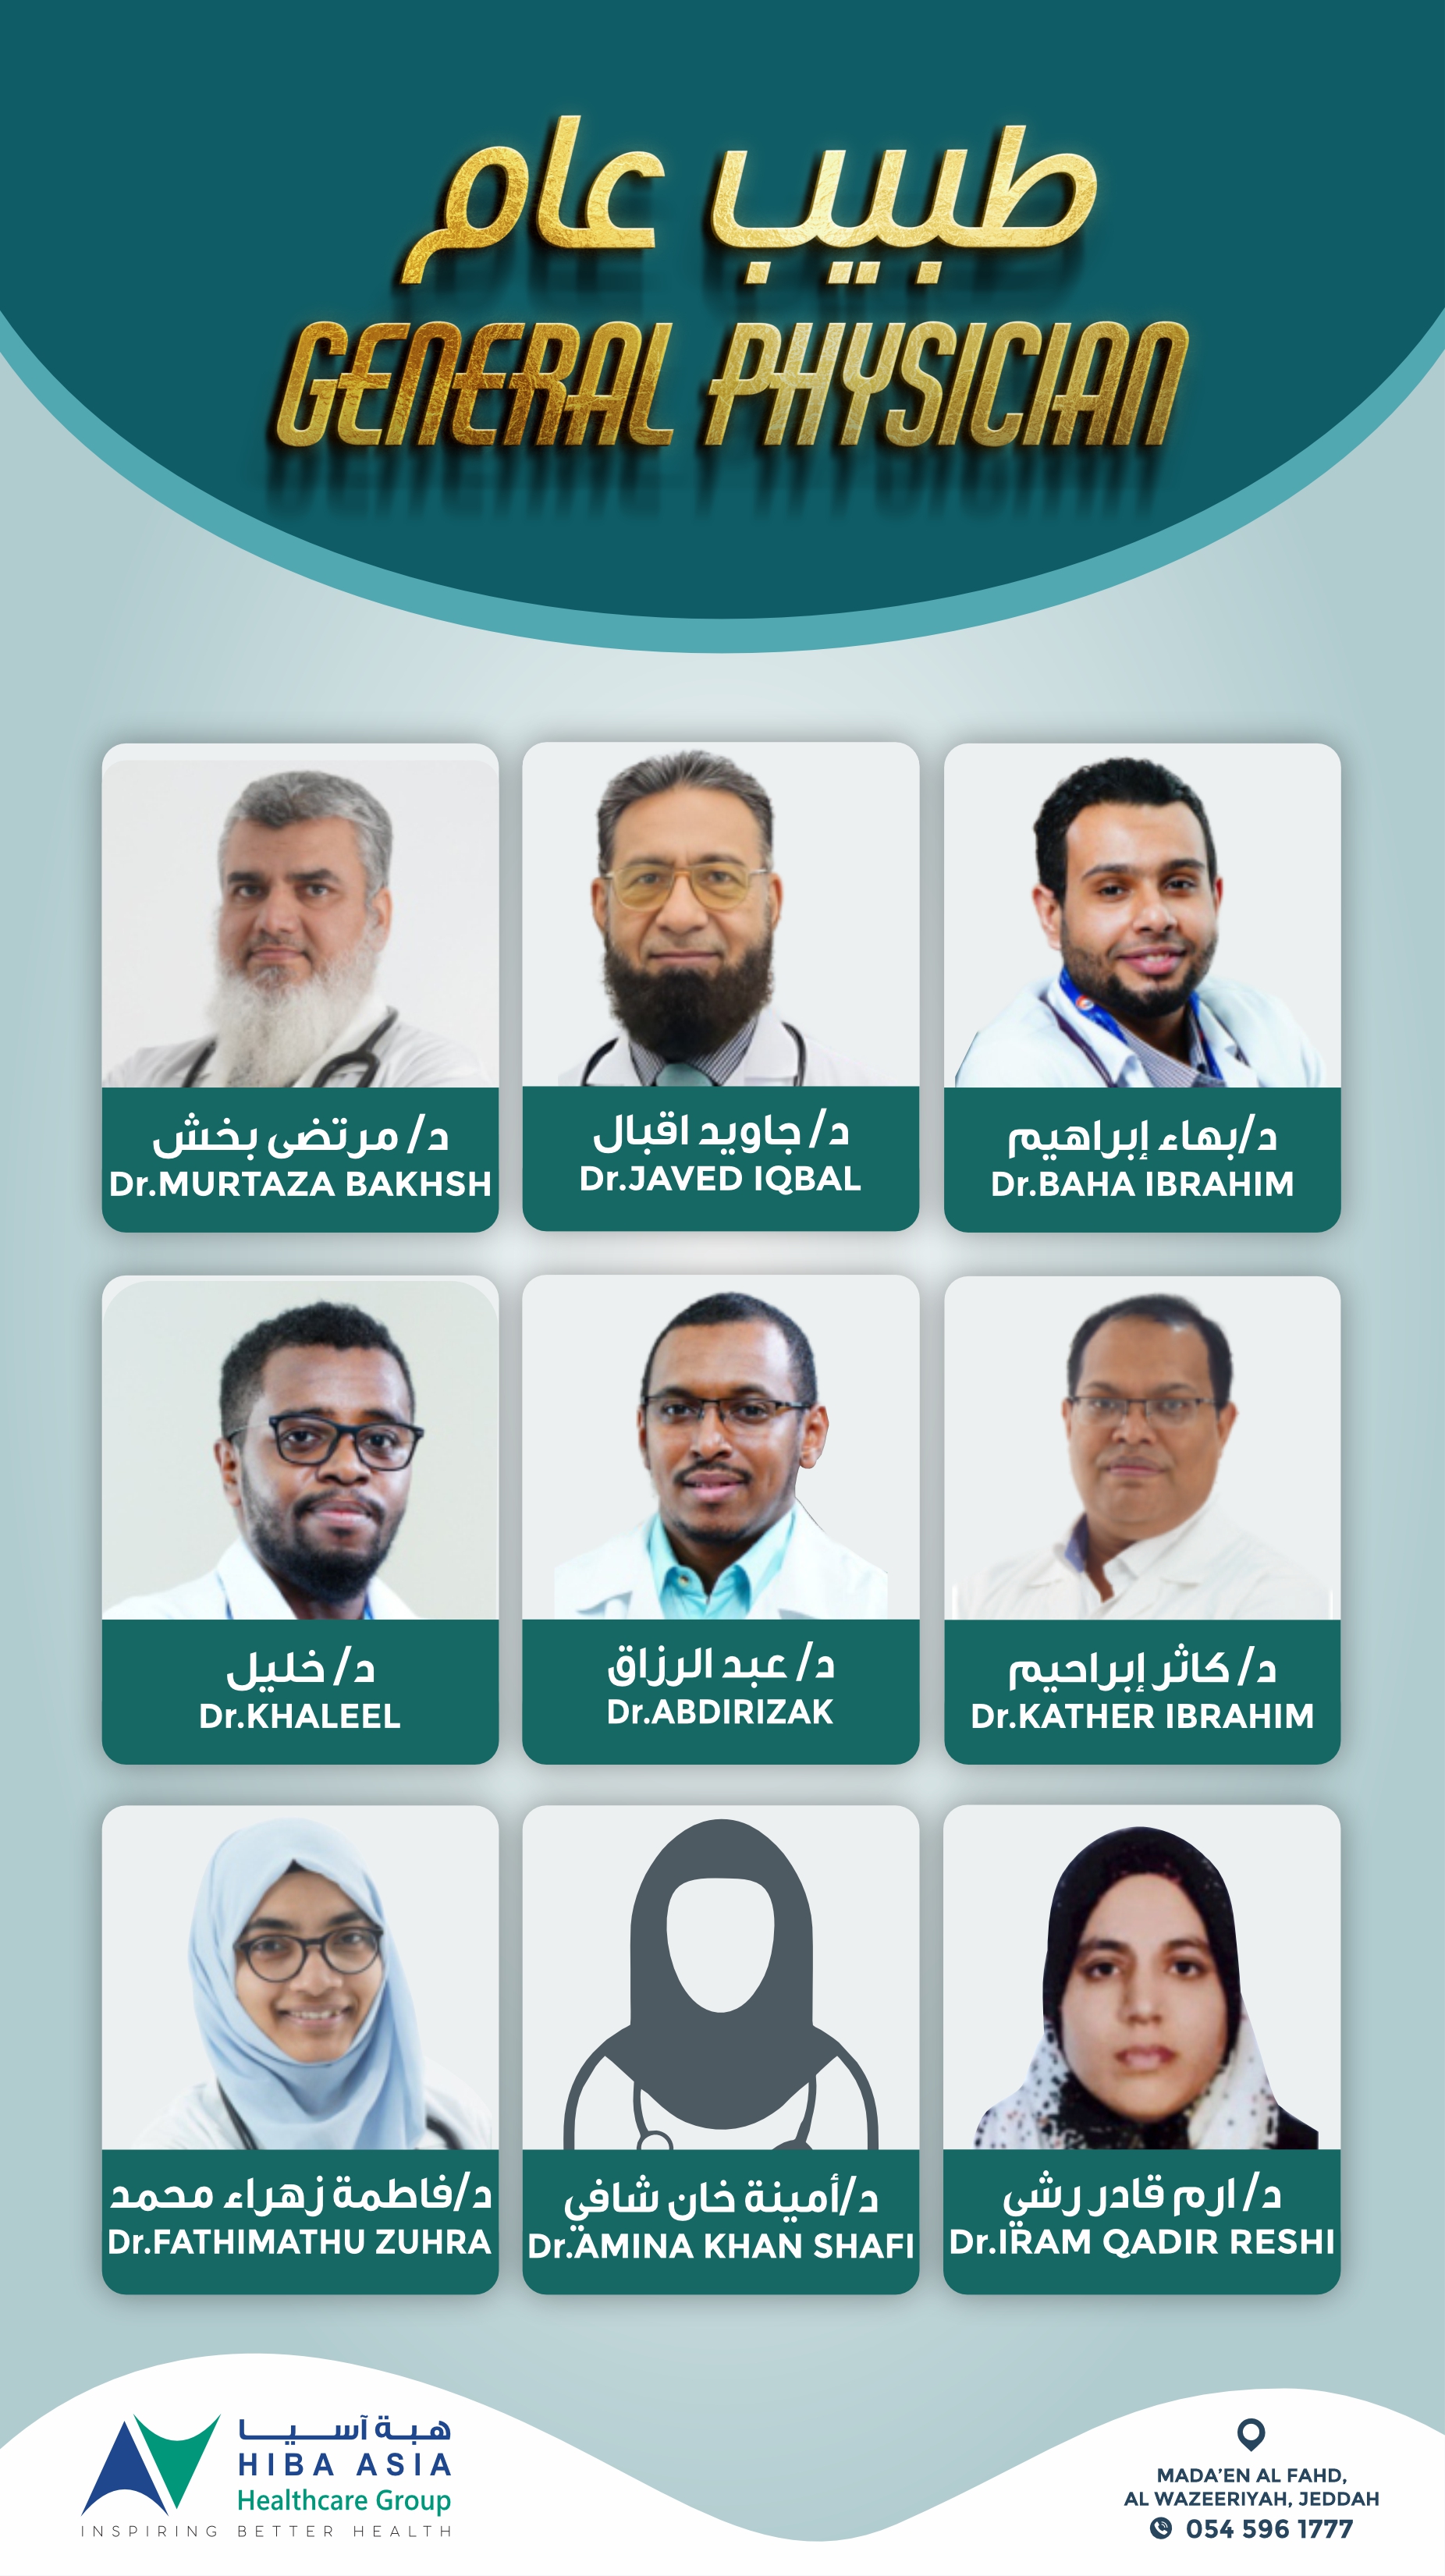 طبيب عام
GENERAL PHYSICIAN
د/ مرتضى بخش
Dr.MURTAZA BAKHSH
د/ جاويد اقبال
Dr.JAVED IQBAL
د/بهاء إبراهيم
Dr.BAHA IBRAHIM
د/ خليل
Dr.KHALEEL
د/ عبد الرزاق
Dr.ABDIRIZAK
د/ كاثر إبراحيم
Dr.KATHER IBRAHIM
د/فاطمة زهراء محمد
Dr.FATHIMATHU ZUHRA
د/أمينة خان شافي
Dr.AMINA KHAN SHAFI
د/ ارم قادر رشي
Dr.IRAM QADIR RESHI
هبة آسيا
HIBA ASIA
Healthcare Group
INSPIRING BETTER HEALTH
MADA'EN AL FAHD,
AL WAZEERIYAH, JEDDAH
054 596 1777